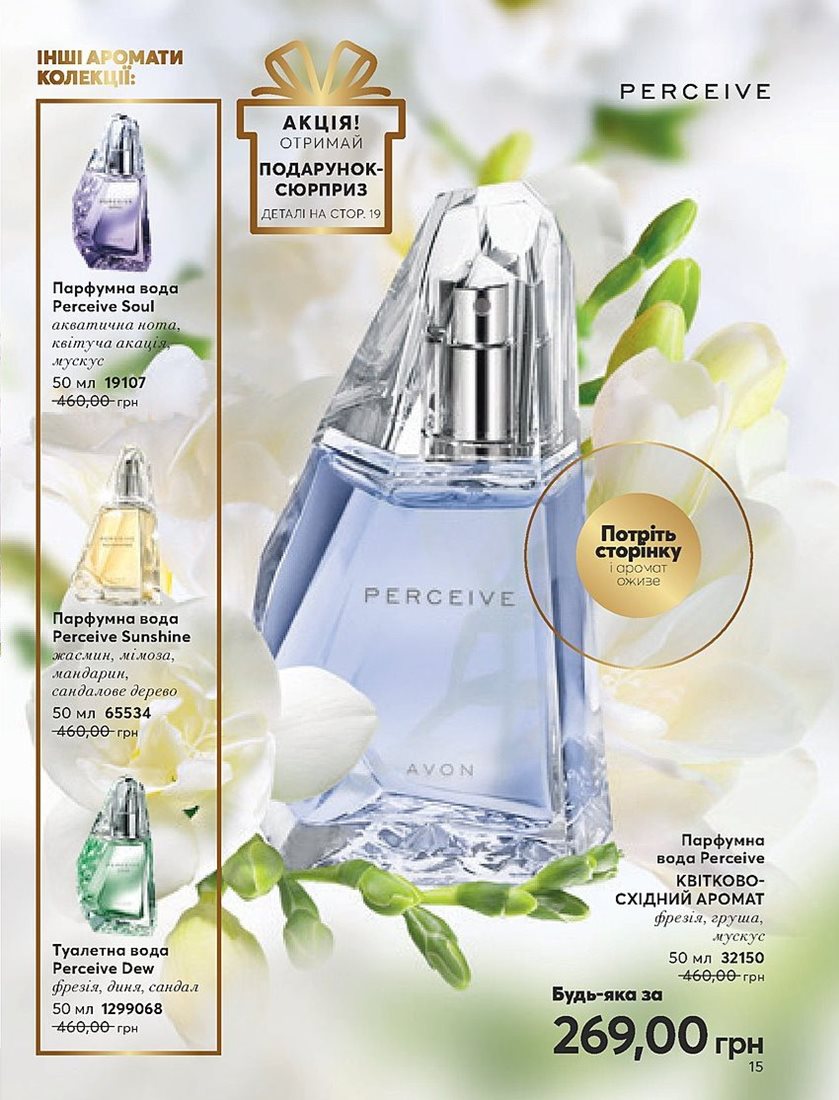 ІНШІ АРОМАТИ
КОЛЕКЦІЇ:
АКЦІЯ!
ОТРИМАЙ
ПОДАРУНОК-
СЮРПРИЗ
ДЕТАЛІ НА СТОР. 19
PERCEIVE
PERCEIVE
Парфумна вода
Perceive Soul
акватична нота,
квітуча акація,
мускус
50 мл 19107
460,00 грн
Парфумна вода
Perceive Sunshine
жасмин, мімоза,
мандарин,
сандалове дерево
50 мл 65534
460,00 грн
PERCEIVE
Туалетна вода
Perceive Dew
фрезія, диня, сандал
50 мл 1299068
460,00 грн
PERCEIVE
AVON
Потріть
сторінку
і аромат
оживе
Парфумна
вода Perceive
КВІТКОВО-
СХІДНИЙ АРОМАТ
фрезія, груша,
мускус
50 мл 32150
460,00 грн
Будь-яка за
269,00 грн
15